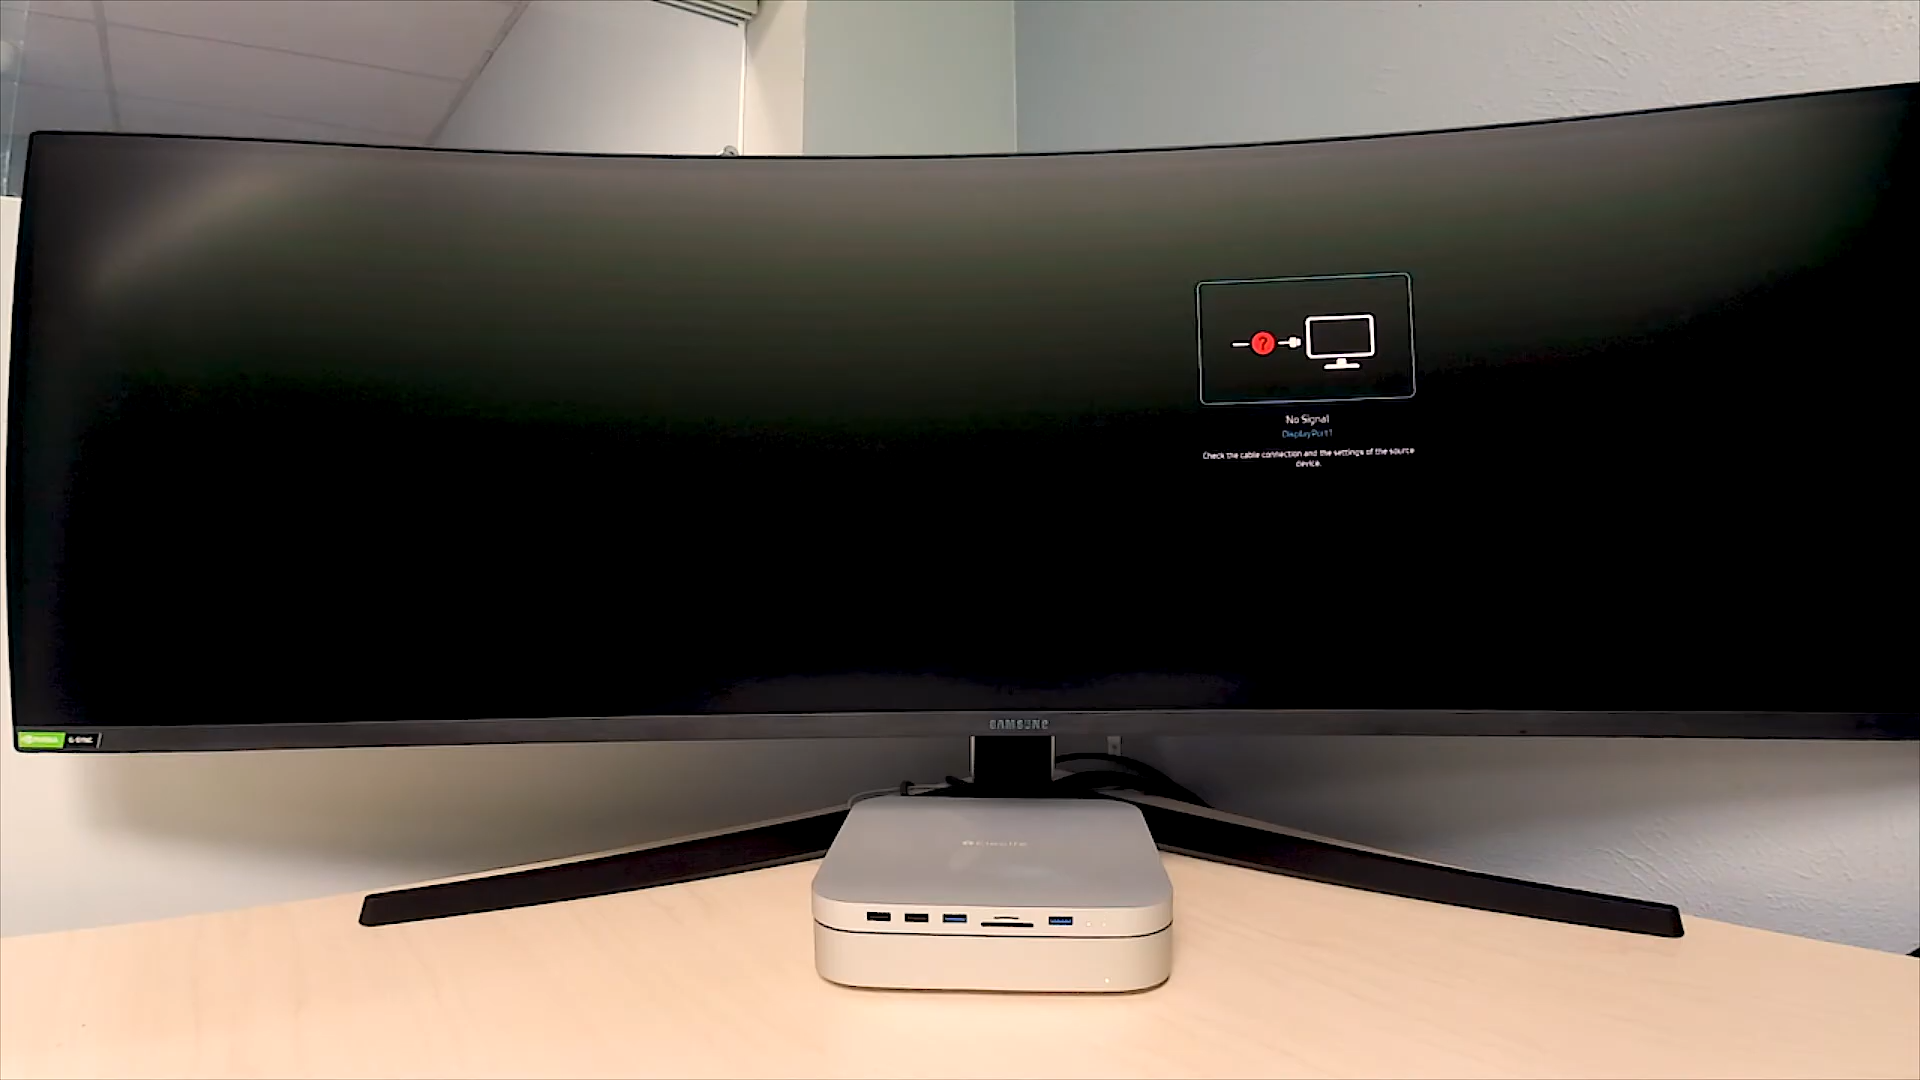 ?
No Signal
DisplayPort1
Check the cable connection and the settings of the source
device.
SAMSUNG
G-SYNC